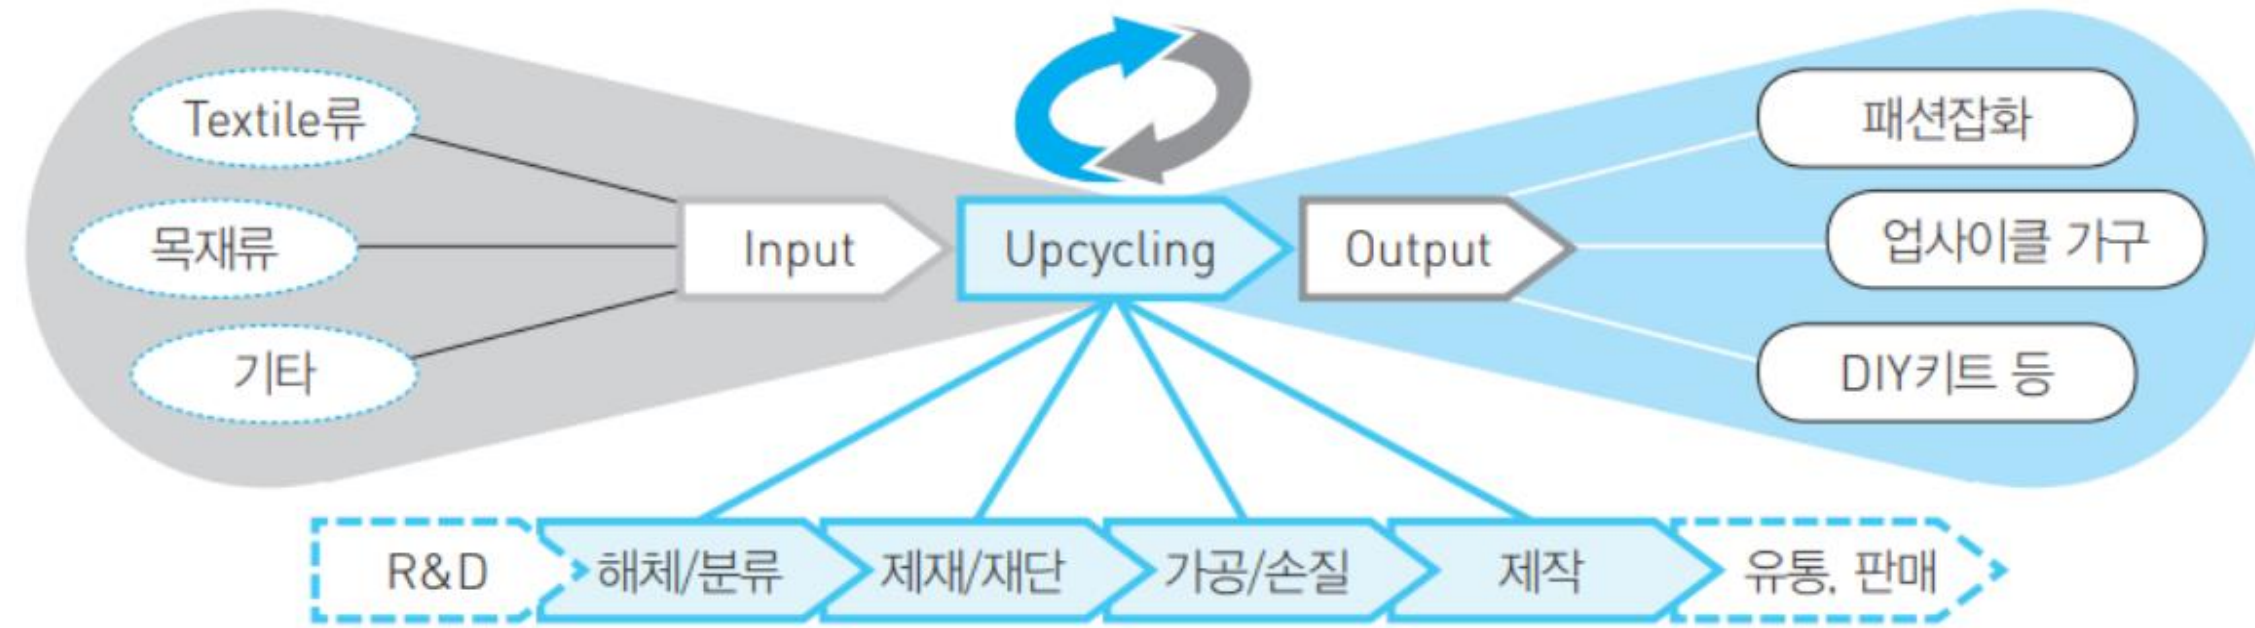 Textile류
목재류
기타
Input
Upcycling
Output
패션잡화
업사이클 가구
DIY키트 등
R&D
해체/분류
제재/재단
가공/손질
제작
유통, 판매